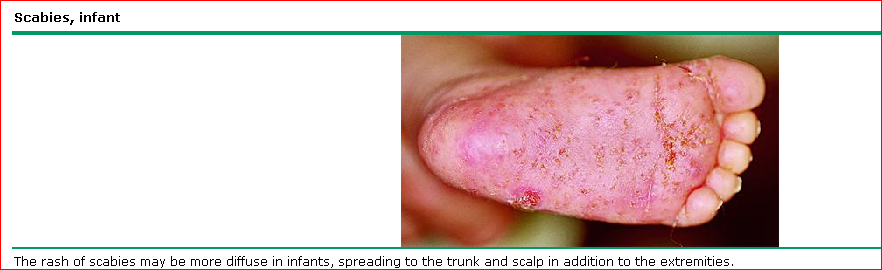 Scabies, infant
The rash of scabies may be more diffuse in infants, spreading to the trunk and scalp in addition to the extremities.